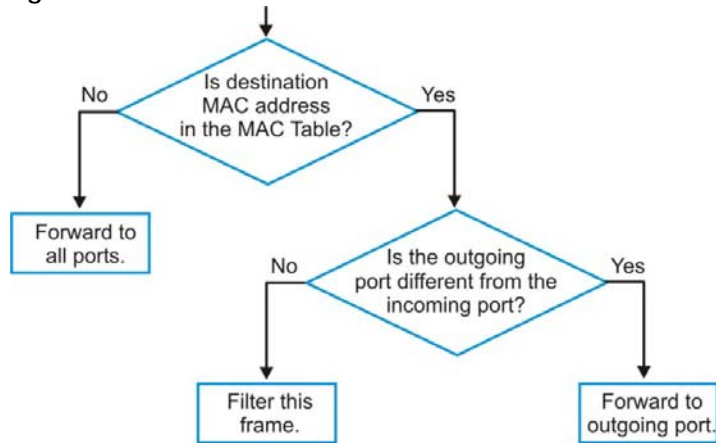 Is destination
MAC address
in the MAC Table?
No
Yes
Forward to
all ports.
Is the outgoing
port different from the
incoming port?
No
Yes
Filter this
frame.
Forward to
outgoing port.